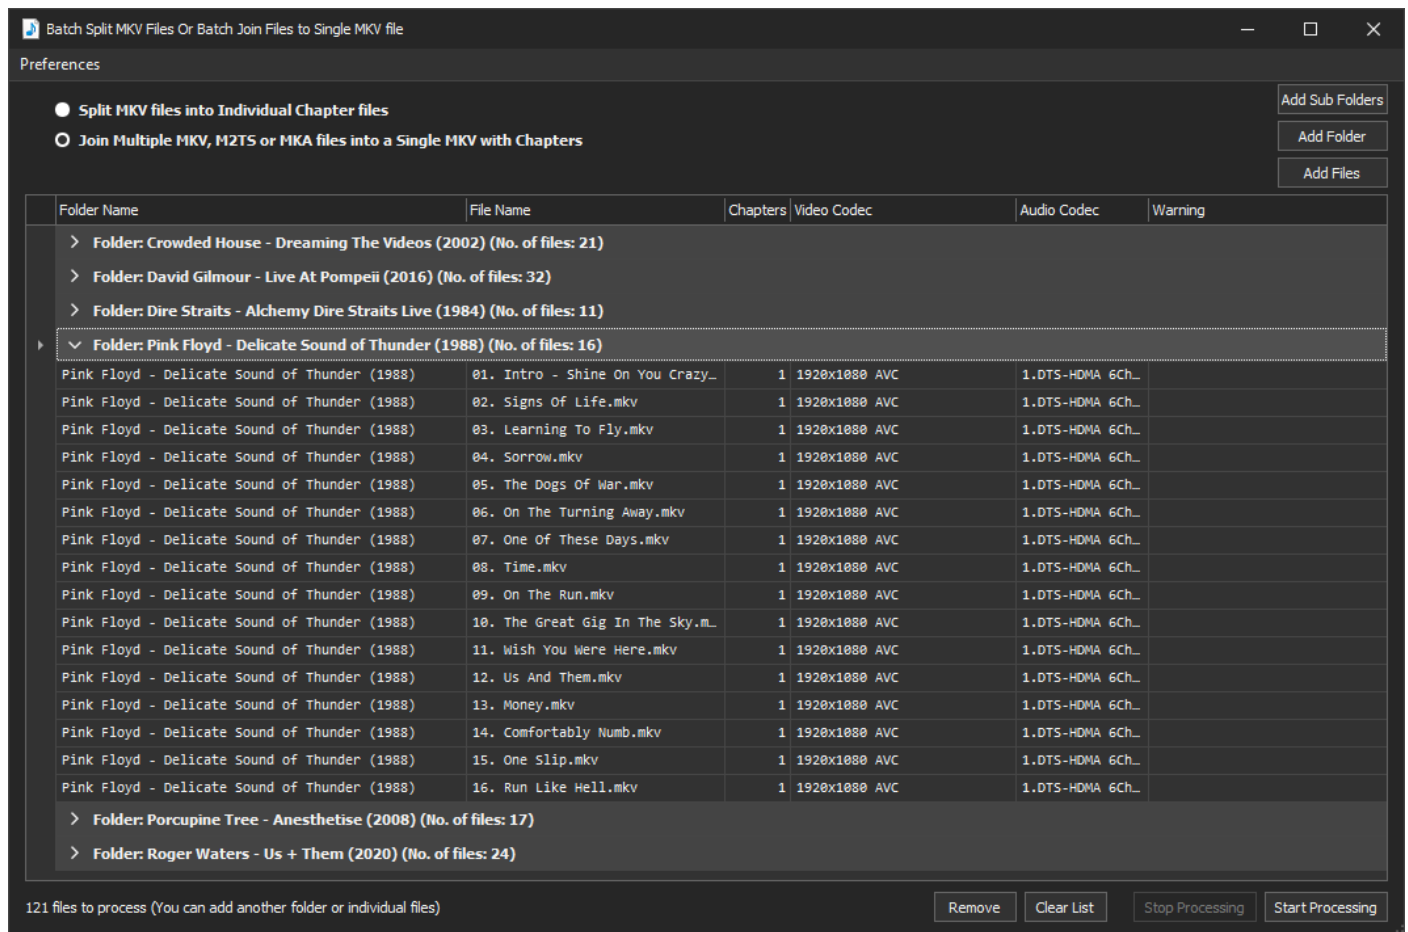 Batch Split MKV Files Or Batch Join Files to Single MKV file
Preferences
Split MKV files into Individual Chapter files
Join Multiple MKV, M2TS or MKA files into a Single MKV with Chapters
Add Sub Folders
Add Folder
Add Files
Folder Name File Name Chapters Video Codec Audio Codec Warning
Folder: Crowded House - Dreaming The Videos (2002) (No. of files: 21)
Folder: David Gilmour - Live At Pompeii (2016) (No. of files: 32)
Folder: Dire Straits - Alchemy Dire Straits Live (1984) (No. of files: 11)
Folder: Pink Floyd - Delicate Sound of Thunder (1988) (No. of files: 16)
Pink Floyd - Delicate Sound of Thunder (1988) 01. Intro - Shine On You Crazy… 1 1920x1080 AVC 1.DTS-HDMA 6Ch…
Pink Floyd - Delicate Sound of Thunder (1988) 02. Signs Of Life.mkv 1 1920x1080 AVC 1.DTS-HDMA 6Ch…
Pink Floyd - Delicate Sound of Thunder (1988) 03. Learning To Fly.mkv 1 1920x1080 AVC 1.DTS-HDMA 6Ch…
Pink Floyd - Delicate Sound of Thunder (1988) 04. Sorrow.mkv 1 1920x1080 AVC 1.DTS-HDMA 6Ch…
Pink Floyd - Delicate Sound of Thunder (1988) 05. The Dogs Of War.mkv 1 1920x1080 AVC 1.DTS-HDMA 6Ch…
Pink Floyd - Delicate Sound of Thunder (1988) 06. On The Turning Away.mkv 1 1920x1080 AVC 1.DTS-HDMA 6Ch…
Pink Floyd - Delicate Sound of Thunder (1988) 07. One Of These Days.mkv 1 1920x1080 AVC 1.DTS-HDMA 6Ch…
Pink Floyd - Delicate Sound of Thunder (1988) 08. Time.mkv 1 1920x1080 AVC 1.DTS-HDMA 6Ch…
Pink Floyd - Delicate Sound of Thunder (1988) 09. On The Run.mkv 1 1920x1080 AVC 1.DTS-HDMA 6Ch…
Pink Floyd - Delicate Sound of Thunder (1988) 10. The Great Gig In The Sky.m… 1 1920x1080 AVC 1.DTS-HDMA 6Ch…
Pink Floyd - Delicate Sound of Thunder (1988) 11. Wish You Were Here.mkv 1 1920x1080 AVC 1.DTS-HDMA 6Ch…
Pink Floyd - Delicate Sound of Thunder (1988) 12. Us And Them.mkv 1 1920x1080 AVC 1.DTS-HDMA 6Ch…
Pink Floyd - Delicate Sound of Thunder (1988) 13. Money.mkv 1 1920x1080 AVC 1.DTS-HDMA 6Ch…
Pink Floyd - Delicate Sound of Thunder (1988) 14. Comfortably Numb.mkv 1 1920x1080 AVC 1.DTS-HDMA 6Ch…
Pink Floyd - Delicate Sound of Thunder (1988) 15. One Slip.mkv 1 1920x1080 AVC 1.DTS-HDMA 6Ch…
Pink Floyd - Delicate Sound of Thunder (1988) 16. Run Like Hell.mkv 1 1920x1080 AVC 1.DTS-HDMA 6Ch…
Folder: Porcupine Tree - Anesthetise (2008) (No. of files: 17)
Folder: Roger Waters - Us + Them (2020) (No. of files: 24)
121 files to process (You can add another folder or individual files) Remove Clear List Stop Processing Start Processing